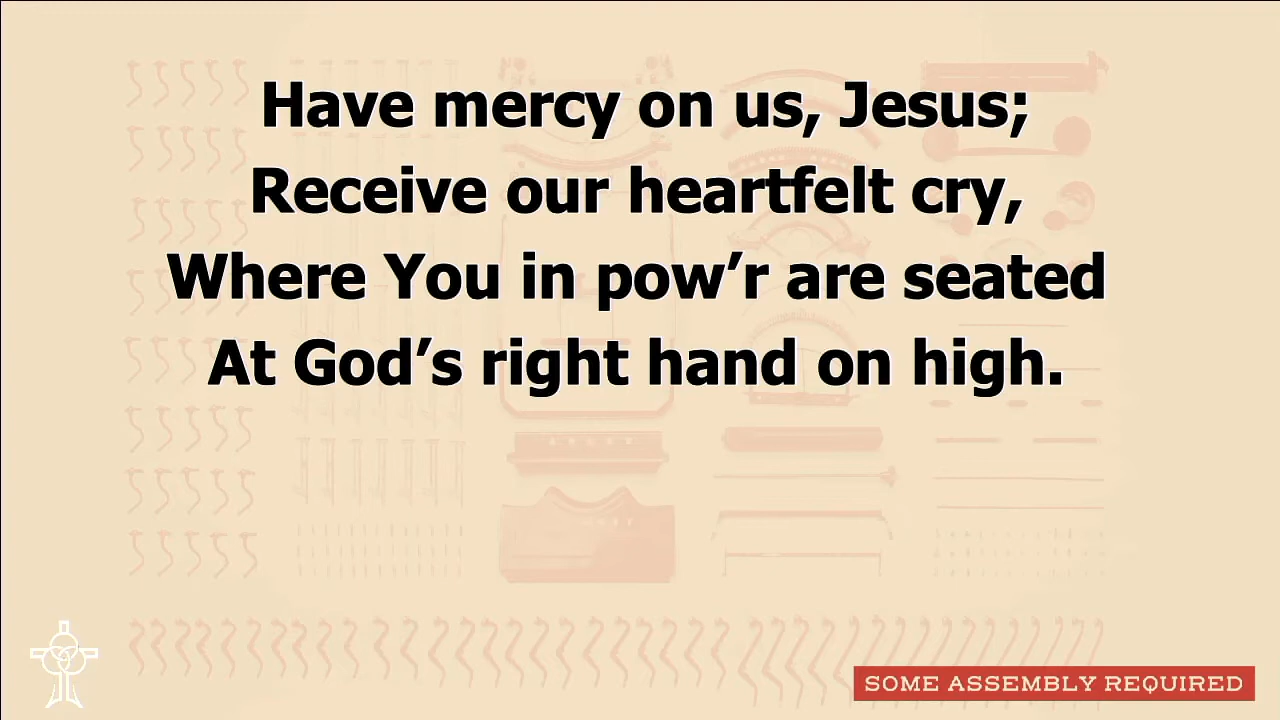 Have mercy on us, Jesus;
Receive our heartfelt cry,
Where You in pow’r are seated
At God’s right hand on high.
SOME ASSEMBLY REQUIRED